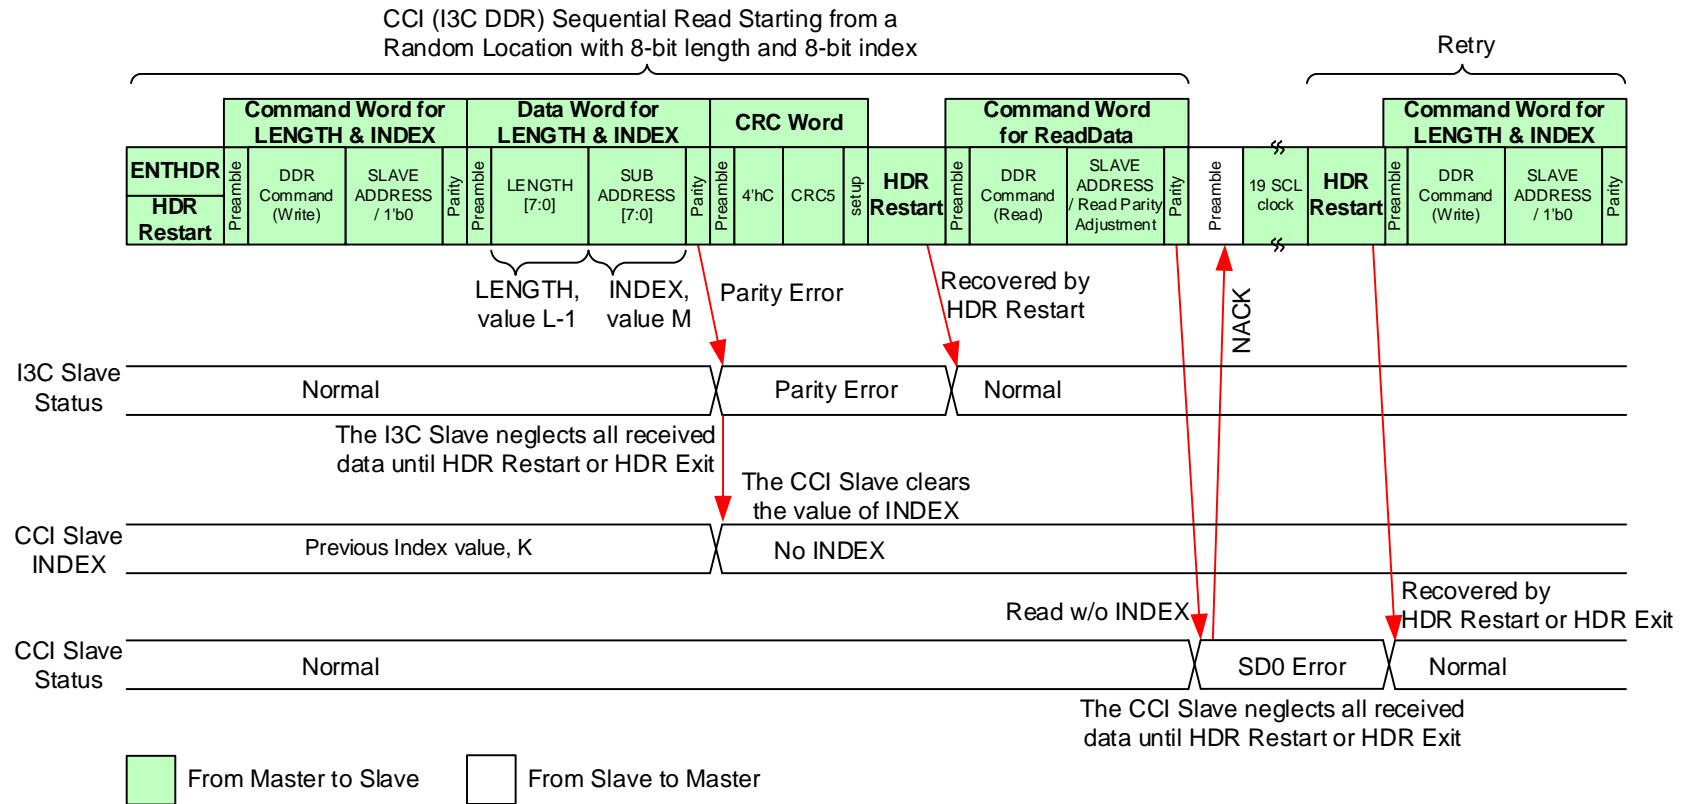 CCI (I3C DDR) Sequential Read Starting from a
Random Location with 8-bit length and 8-bit index
Retry
Command Word for
LENGTH & INDEX
Data Word for
LENGTH & INDEX
CRC Word
Command Word
for ReadData
Command Word for
LENGTH & INDEX
ENTHDR
HDR
Restart
Preamble
DDR
Command
(Write)
SLAVE
ADDRESS
/ 1'b0
Parity
Preamble
LENGTH
[7:0]
SUB
ADDRESS
[7:0]
Parity
Preamble
4'hC
CRC5
setup
HDR
Restart
Preamble
DDR
Command
(Read)
SLAVE
ADDRESS
/ Read Parity
Adjustment
Parity
Preamble
19 SCL
clock
HDR
Restart
Preamble
DDR
Command
(Write)
SLAVE
ADDRESS
/ 1'b0
Parity
LENGTH,
value L-1
INDEX,
value M
Parity Error
Recovered by
HDR Restart
NACK
I3C Slave
Status
Normal
Parity Error
Normal
The I3C Slave neglects all received
data until HDR Restart or HDR Exit
The CCI Slave clears
the value of INDEX
CCI Slave
INDEX
Previous Index value, K
No INDEX
Read w/o INDEX
Recovered by
HDR Restart or HDR Exit
CCI Slave
Status
Normal
SD0 Error
Normal
The CCI Slave neglects all received
data until HDR Restart or HDR Exit
From Master to Slave
From Slave to Master